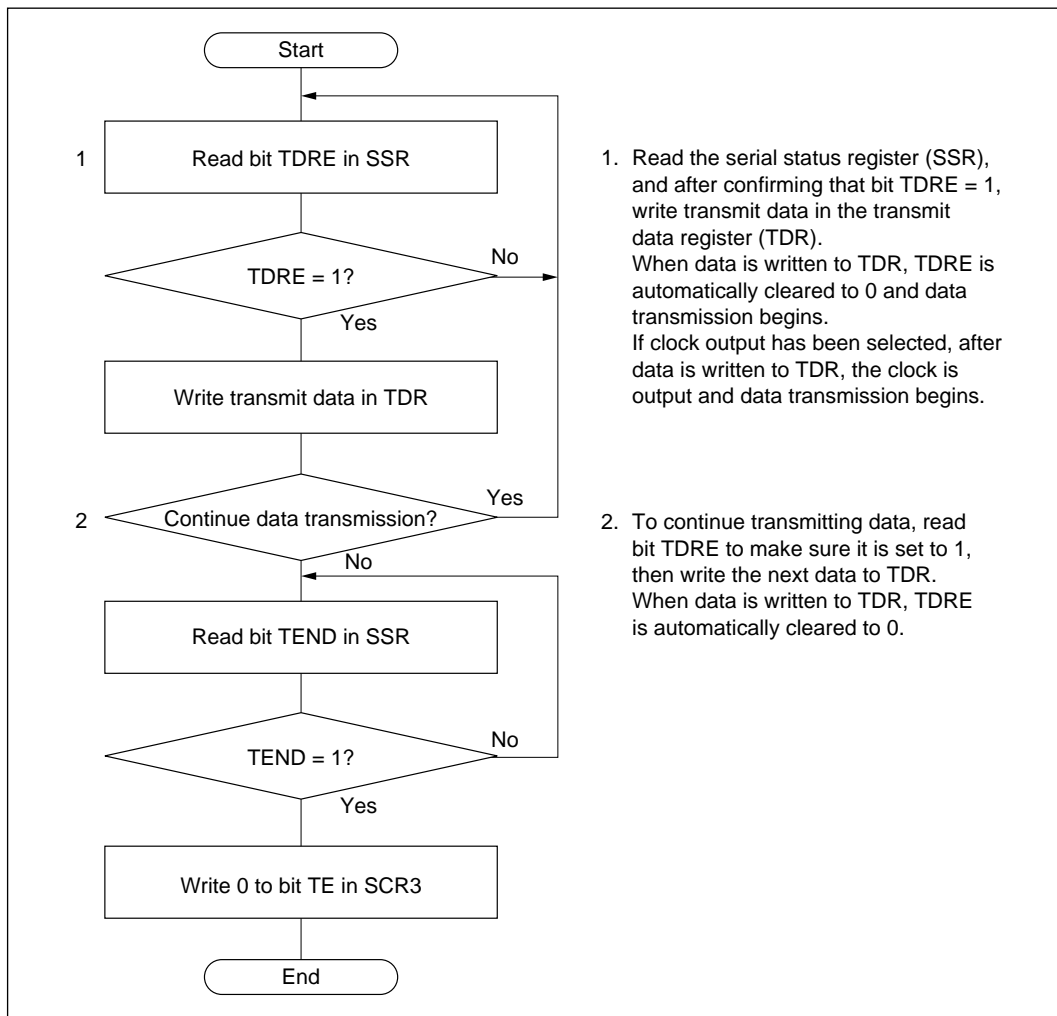 Start
1
Read bit TDRE in SSR
TDRE = 1?
No
Yes
Write transmit data in TDR
2
Continue data transmission?
Yes
No
Read bit TEND in SSR
TEND = 1?
No
Yes
Write 0 to bit TE in SCR3
End
1. Read the serial status register (SSR),
and after confirming that bit TDRE = 1,
write transmit data in the transmit
data register (TDR).
When data is written to TDR, TDRE is
automatically cleared to 0 and data
transmission begins.
If clock output has been selected, after
data is written to TDR, the clock is
output and data transmission begins.
2. To continue transmitting data, read
bit TDRE to make sure it is set to 1,
then write the next data to TDR.
When data is written to TDR, TDRE
is automatically cleared to 0.